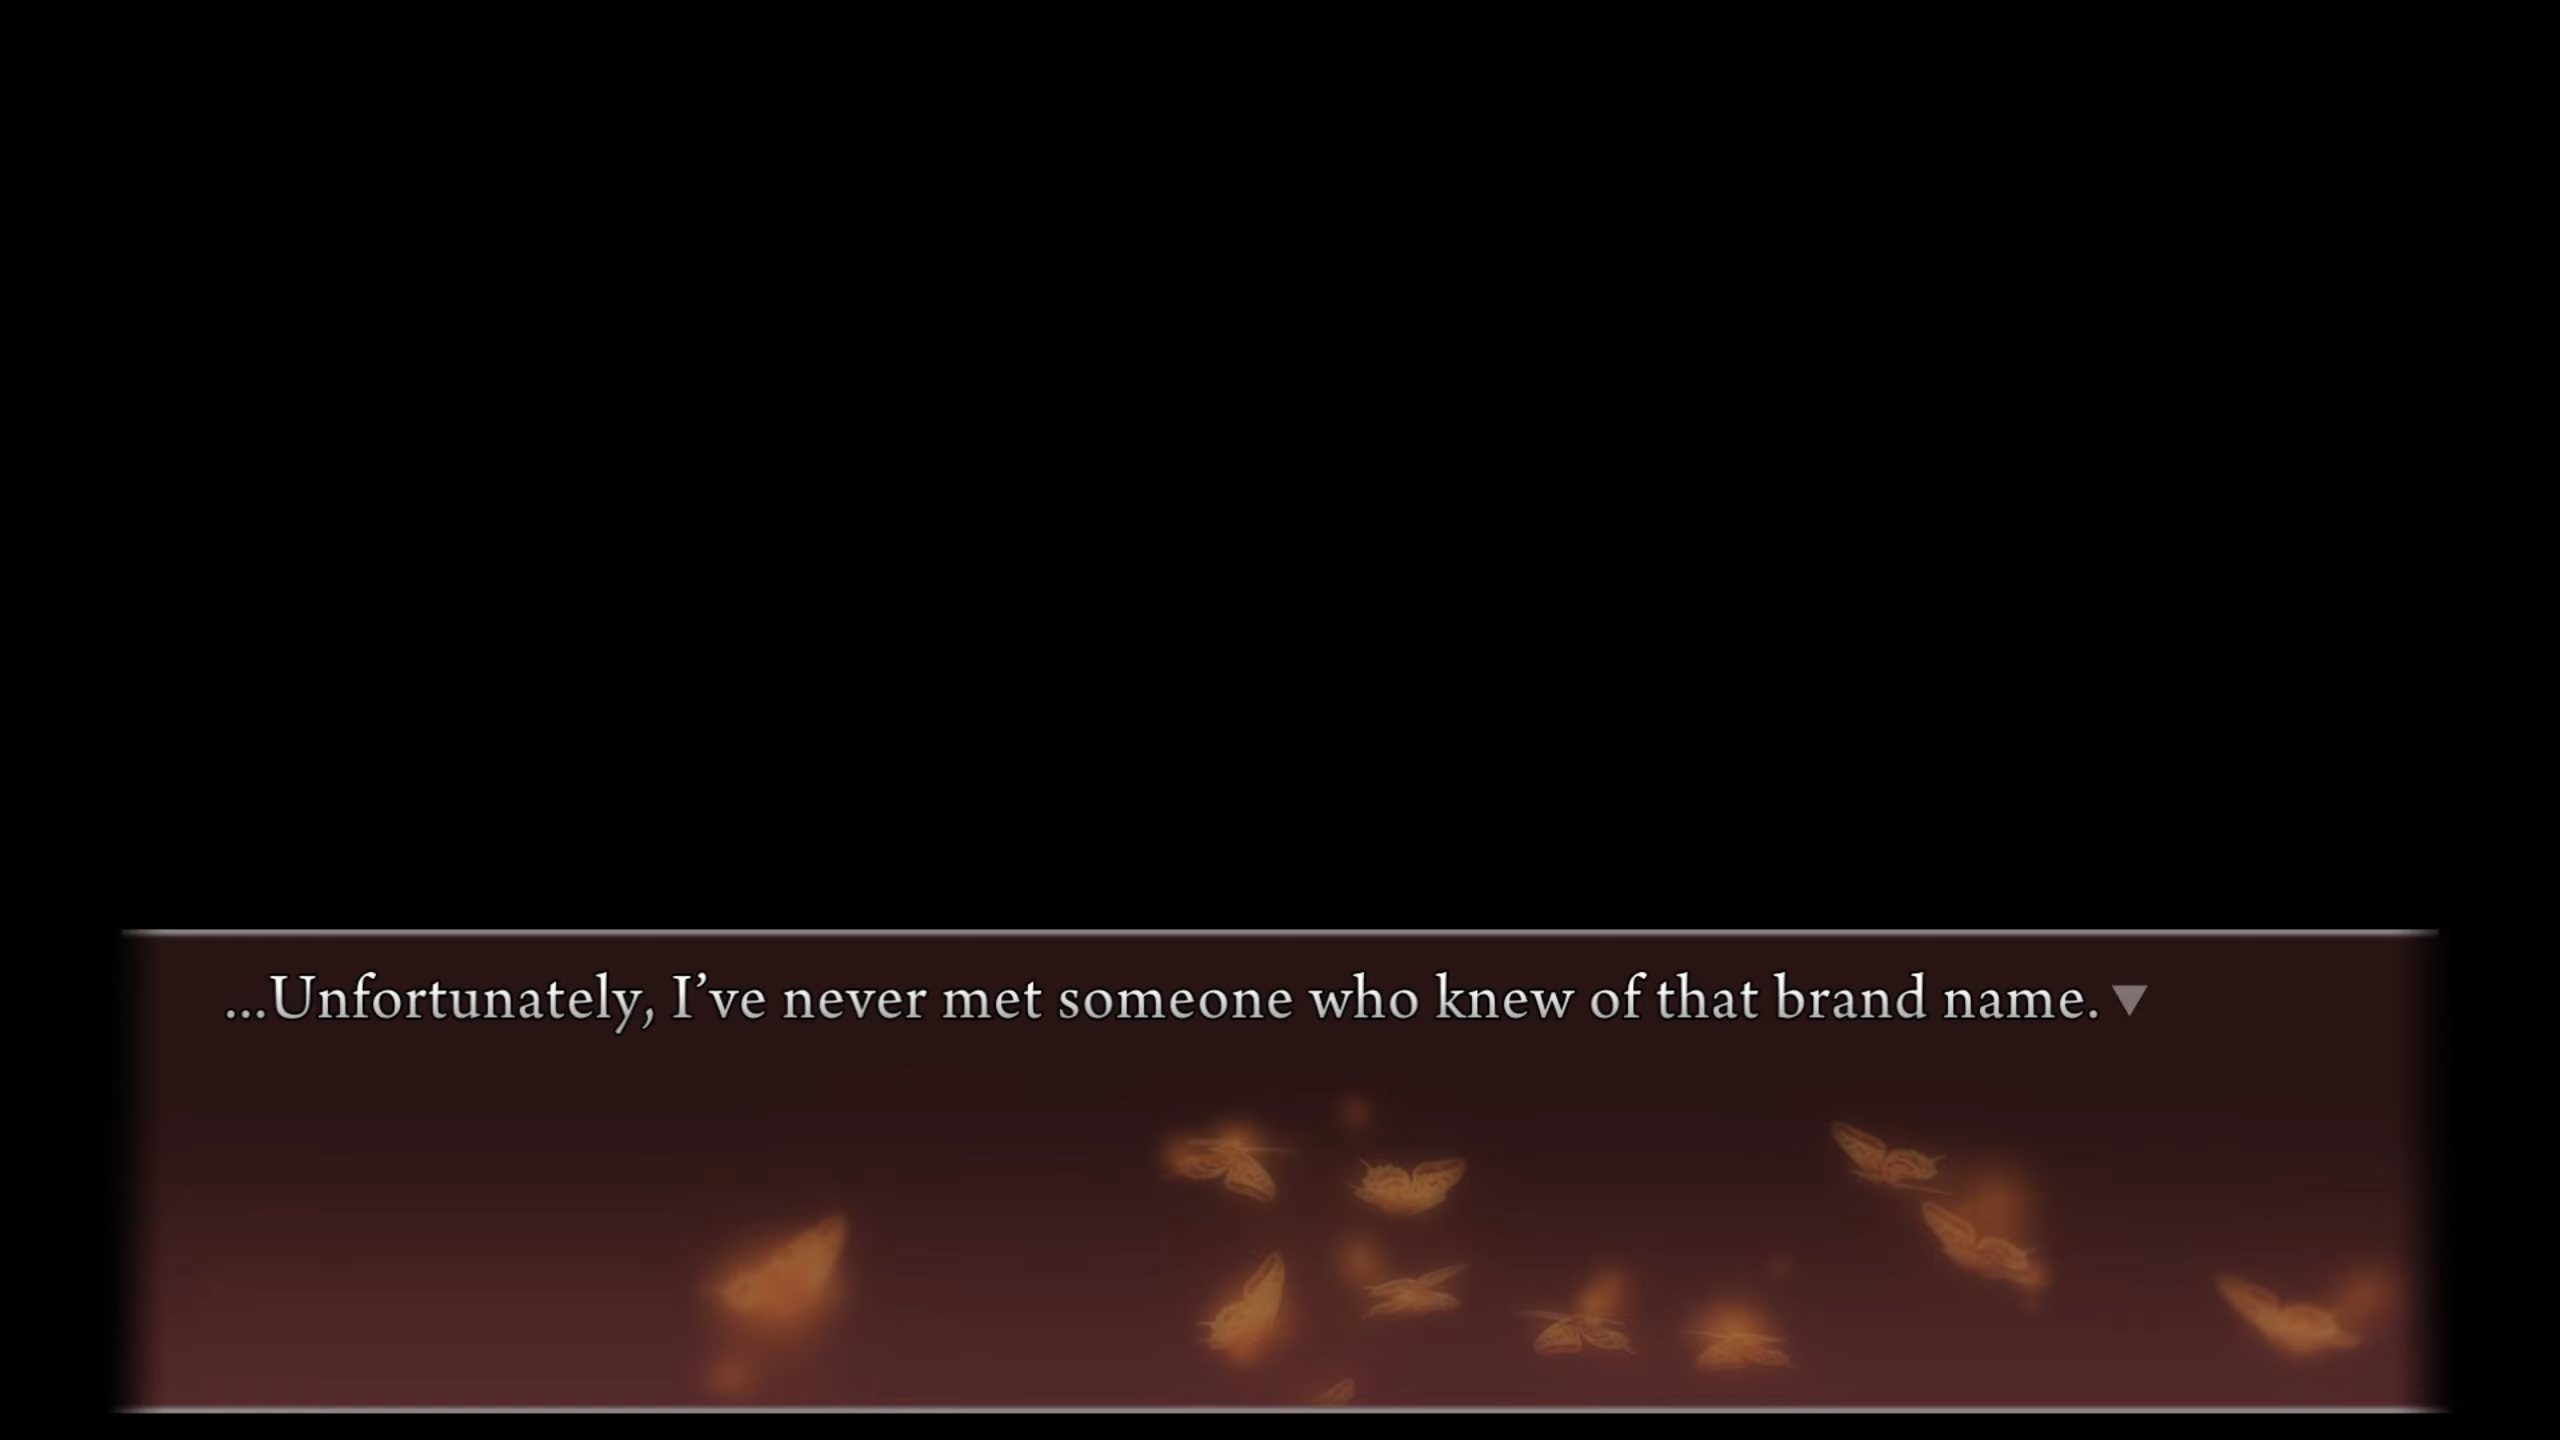 ...Unfortunately, I’ve never met someone who knew of that brand name.